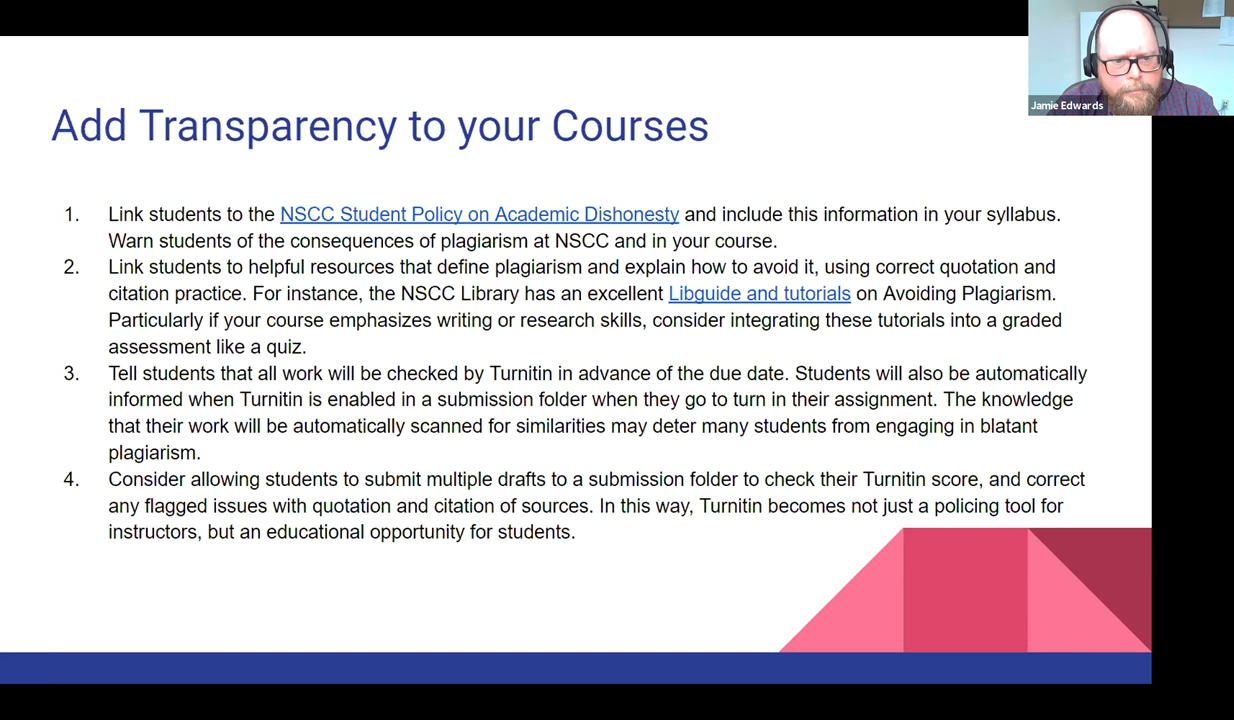 Jamie Edwards
Add Transparency to your Courses
1. Link students to the NSCC Student Policy on Academic Dishonesty and include this information in your syllabus.
Warn students of the consequences of plagiarism at NSCC and in your course.
2. Link students to helpful resources that define plagiarism and explain how to avoid it, using correct quotation and
citation practice. For instance, the NSCC Library has an excellent Libguide and tutorials on Avoiding Plagiarism.
Particularly if your course emphasizes writing or research skills, consider integrating these tutorials into a graded
assessment like a quiz.
3. Tell students that all work will be checked by Turnitin in advance of the due date. Students will also be automatically
informed when Turnitin is enabled in a submission folder when they go to turn in their assignment. The knowledge
that their work will be automatically scanned for similarities may deter many students from engaging in blatant
plagiarism.
4. Consider allowing students to submit multiple drafts to a submission folder to check their Turnitin score, and correct
any flagged issues with quotation and citation of sources. In this way, Turnitin becomes not just a policing tool for
instructors, but an educational opportunity for students.